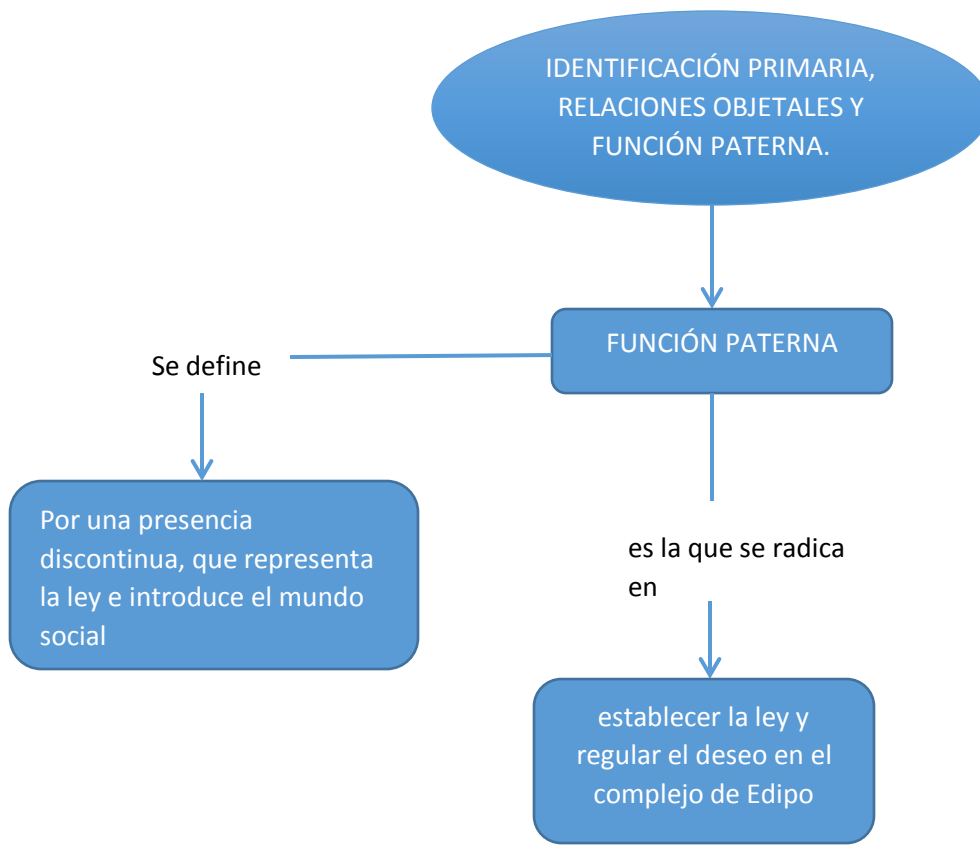 IDENTIFICACIÓN PRIMARIA,
RELACIONES OBJETALES Y
FUNCIÓN PATERNA.
FUNCIÓN PATERNA
Se define
Por una presencia
discontinua, que representa
la ley e introduce el mundo
social
es la que se radica
en
establecer la ley y
regular el deseo en el
complejo de Edipo